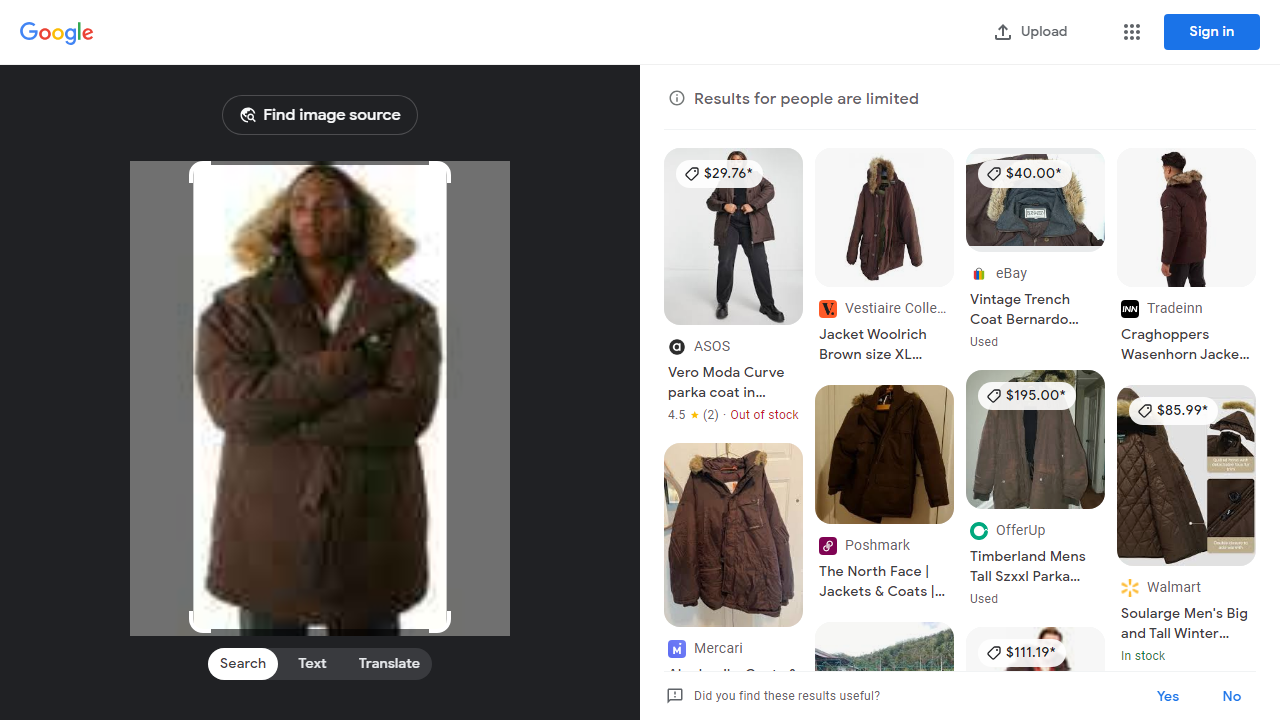 Google
Upload
Sign in
Find image source
Search
Text
Translate
Results for people are limited
$29.76*
ASOS
Vero Moda Curve
parka coat in...
4.5 ★ (2) · Out of stock
Mercari
Vestiaire Colle...
Jacket Woolrich
Brown size XL...
Poshmark
The North Face |
Jackets & Coats |...
$40.00*
eBay
Vintage Trench
Coat Bernardo...
Used
$195.00*
OfferUp
Timberland Mens
Tall Szxxl Parka...
Used
$111.19*
INN
Tradeinn
Craghoppers
Wasenhorn Jacke...
$85.99*
Walmart
Soularge Men's Big
and Tall Winter...
In stock
Did you find these results useful?
Yes
No